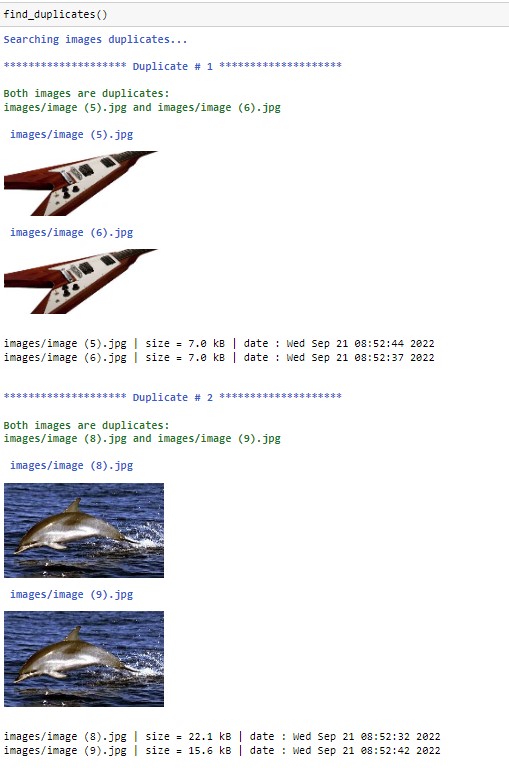 find_duplicates()
Searching images duplicates...
******************** Duplicate # 1 ********************
Both images are duplicates:
images/image (5).jpg and images/image (6).jpg
images/image (5).jpg
images/image (6).jpg
images/image (5).jpg | size = 7.0 kB | date : Wed Sep 21 08:52:44 2022
images/image (6).jpg | size = 7.0 kB | date : Wed Sep 21 08:52:37 2022
******************** Duplicate # 2 ********************
Both images are duplicates:
images/image (8).jpg and images/image (9).jpg
images/image (8).jpg
images/image (9).jpg
images/image (8).jpg | size = 22.1 kB | date : Wed Sep 21 08:52:32 2022
images/image (9).jpg | size = 15.6 kB | date : Wed Sep 21 08:52:42 2022